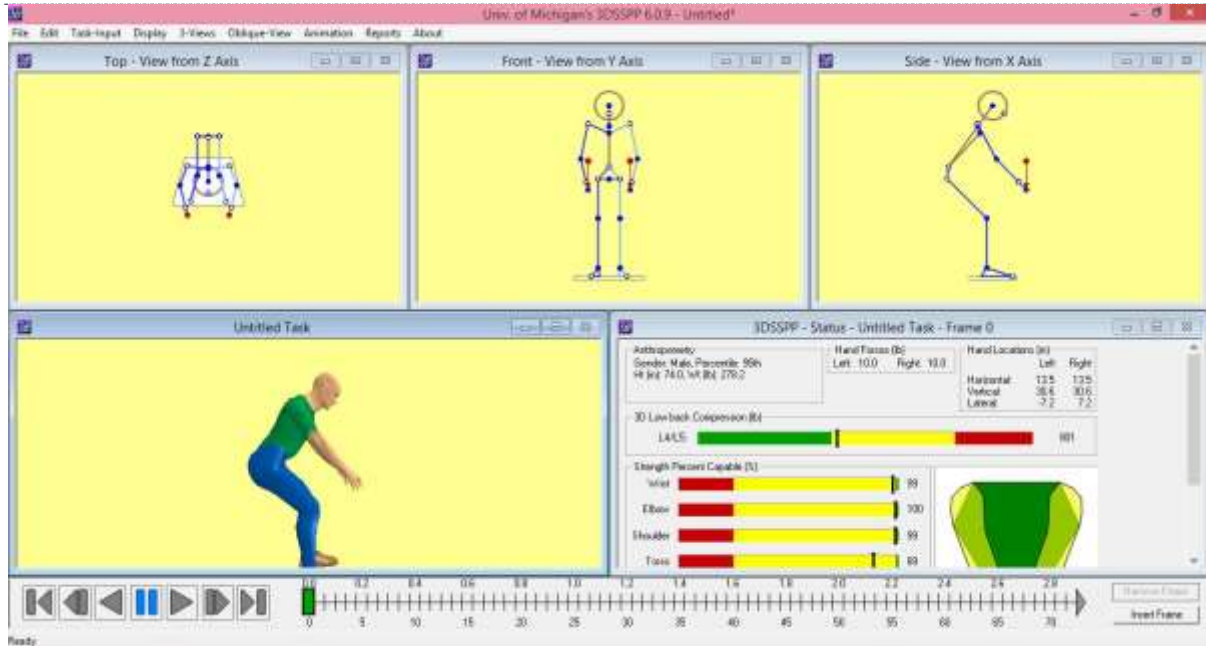 Univ. of Michigan's 3DSSPP 6.0.9 - Untitled*
File Edit Task-Input Display 3-Views Oblique-View Animation Reports About
Top - View from Z Axis
Front - View from Y Axis
Side - View from X Axis
Untitled Task
3DSSPP - Status - Untitled Task - Frame 0
Anthropometry
Gender: Male, Percentile: 95th
Ht (in): 74.0, Wt (lb): 278.2
Hand Forces (lb)
Left: 10.0 Right: 10.0
Hand Locations (in)
Left Right
Horizontal 13.5 13.5
Vertical 30.6 30.6
Lateral -7.2 7.2
3D Low back Compression (lb)
L4/L5:
Strength Percent Capable (%)
Wrist 99
Elbow 100
Shoulder 99
Torso
0.0 0.2 0.4 0.6 0.8 1.0 1.2 1.4 1.6 1.8 2.0 2.2 2.4 2.6 2.8
0 5 10 15 20 25 30 35 40 45 50 55 60 65 70
Insert Frame
Ready